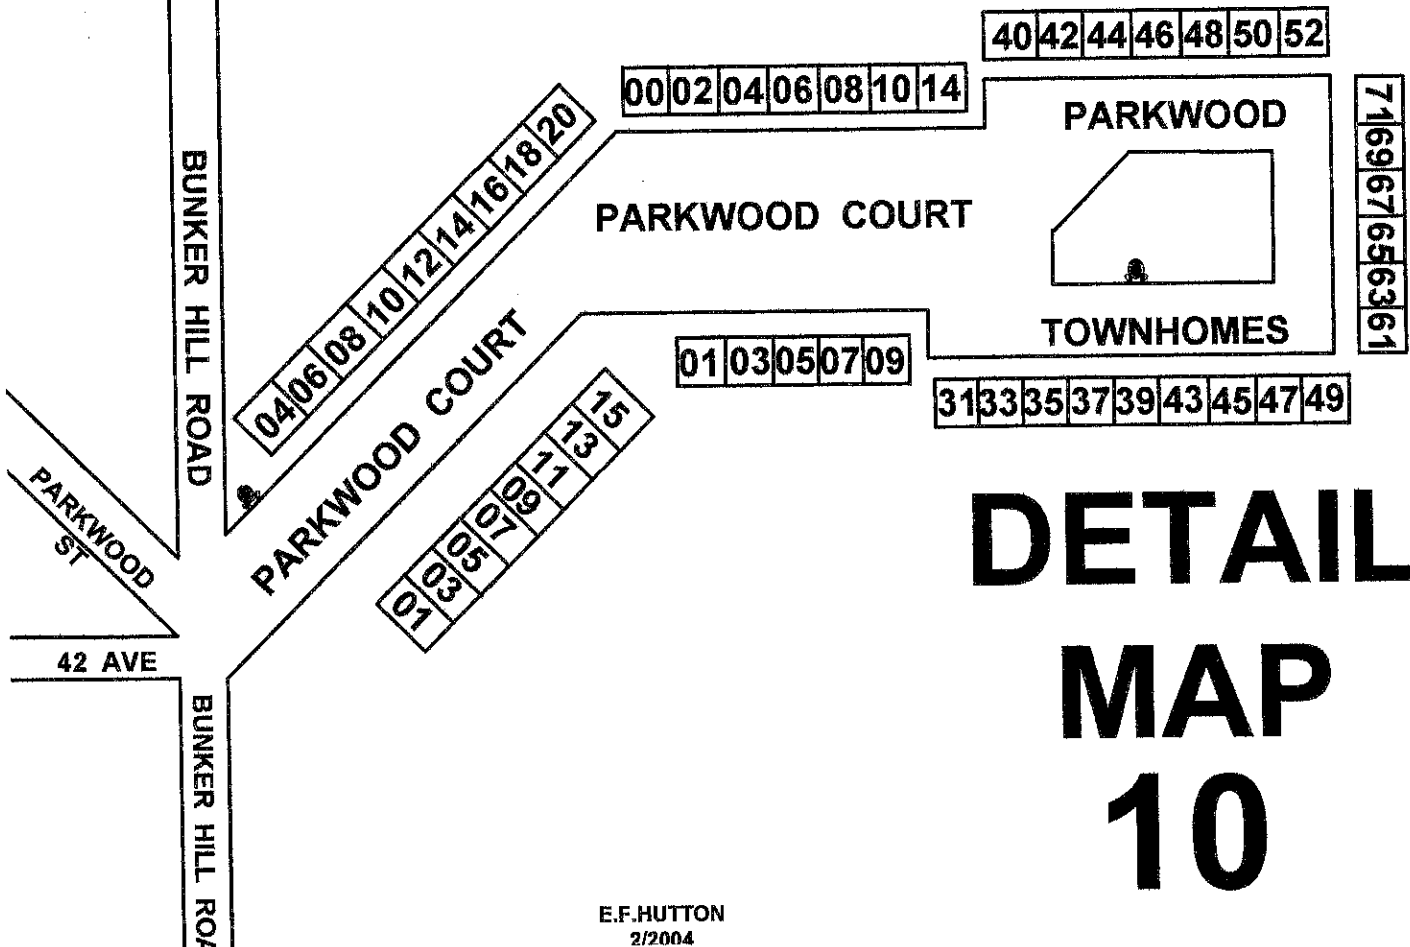 40 42 44 46 48 50 52
00 02 04 06 08 10 14
PARKWOOD
71 69 67 65 63 61
04 06 08 10 12 14 16 18 20
BUNKER HILL ROAD
PARKWOOD COURT
TOWNHOMES
PARKWOOD COURT
01 03 05 07 09
31 33 35 37 39 43 45 47 49
01 03 05 07 09 11 13 15
PARKWOOD
ST
42 AVE
BUNKER HILL ROA
DETAIL
MAP
10
E.F.HUTTON
2/2004